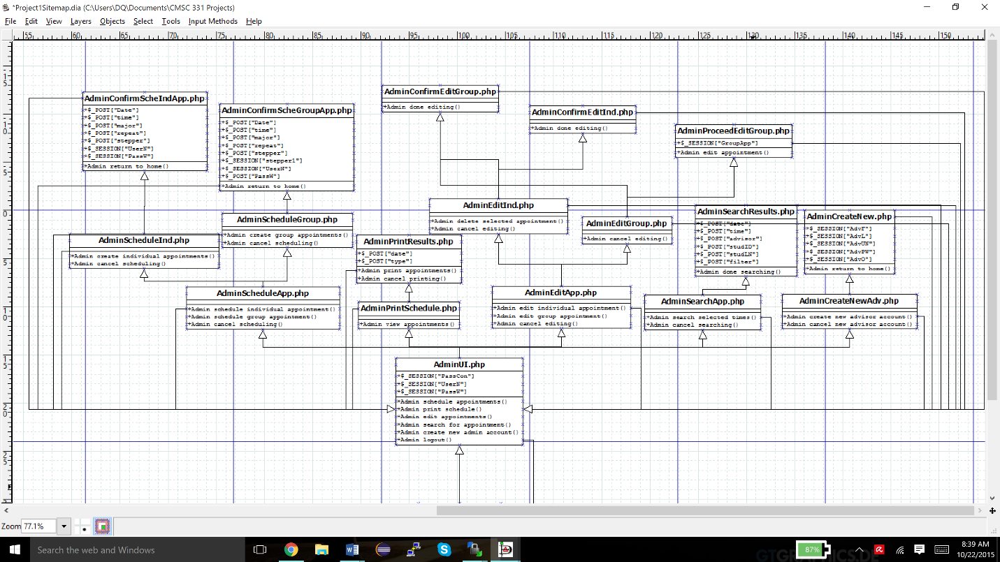 *Project1Sitemap.dia (C:\Users\DQ\Documents\CMSC 331 Projects)
File Edit View Layers Objects Select Tools Input Methods Help
55 60 65 70 75 80 85 90 95 100 105 110 115 120 125 130 135 140 145 150
AdminConfirmScheIndApp.php
+$_POST["Date"]
+$_POST["time"]
+$_POST["major"]
+$_POST["repeat"]
+$_POST["stepper"]
+$_SESSION["UserN"]
+$_SESSION["PassW"]
+Admin return to home()
AdminConfirmScheGroupApp.php
+$_POST["Date"]
+$_POST["time"]
+$_POST["major"]
+$_POST["repeat"]
+$_POST["stepper"]
+$_SESSION["stepper1"]
+$_SESSION["UserN"]
+$_SESSION["PassW"]
+Admin return to home()
AdminConfirmEditGroup.php
+Admin done editing()
AdminConfirmEditInd.php
+Admin done editing()
AdminProceedEditGroup.php
+$_SESSION["GroupApp"]
+Admin edit appointment()
AdminScheduleInd.php
+Admin create individual appointments()
+Admin cancel scheduling()
AdminScheduleGroup.php
+Admin create group appointments()
+Admin cancel scheduling()
AdminPrintResults.php
+$_POST["date"]
+$_POST["type"]
+Admin print appointments()
+Admin cancel printing()
AdminEditInd.php
+Admin delete selected appointment()
+Admin cancel editing()
AdminEditGroup.php
+Admin cancel editing()
AdminSearchResults.php
+$_POST["date"]
+$_POST["time"]
+$_POST["advisor"]
+$_POST["studID"]
+$_POST["studLN"]
+$_POST["filter"]
+Admin done searching()
AdminCreateNew.php
+$_SESSION["AdvF"]
+$_SESSION["AdvL"]
+$_SESSION["AdvUN"]
+$_SESSION["AdvPW"]
+$_SESSION["AdvO"]
+Admin return to home()
AdminScheduleApp.php
+Admin schedule individual appointment()
+Admin schedule group appointment()
+Admin cancel scheduling()
AdminPrintSchedule.php
+Admin view appointments()
AdminEditApp.php
+Admin edit individual appointment()
+Admin edit group appointment()
+Admin cancel editing()
AdminSearchApp.php
+Admin search selected times()
+Admin cancel searching()
AdminCreateNewAdv.php
+Admin create new advisor account()
+Admin cancel new advisor account()
AdminUI.php
+$_SESSION["PassCon"]
+$_SESSION["UserN"]
+$_SESSION["PassW"]
+Admin schedule appointments()
+Admin print schedule()
+Admin edit appointments()
+Admin search for appointment()
+Admin create new admin account()
+Admin logout()
Zoom 77.1%
Search the web and Windows
87%
8:39 AM
10/22/2015
GTGRAPHICS.DE